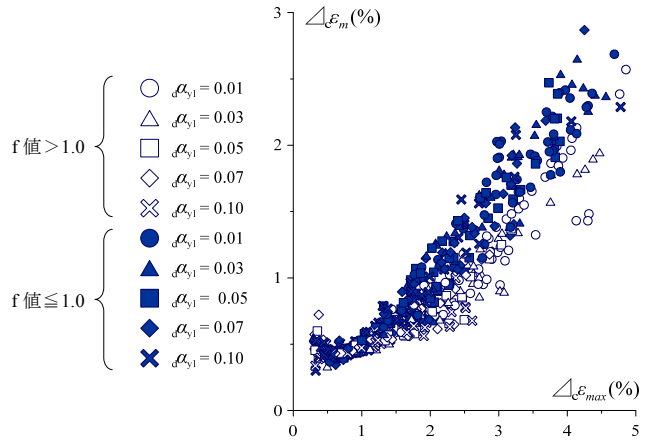 ⊿cεm(%)
3
2
1
0
0 1 2 3 4 5
⊿cεmax(%)
f 値＞1.0
dαy1 = 0.01
dαy1 = 0.03
dαy1 = 0.05
dαy1 = 0.07
dαy1 = 0.10
f 値≦1.0
dαy1 = 0.01
dαy1 = 0.03
dαy1 = 0.05
dαy1 = 0.07
dαy1 = 0.10